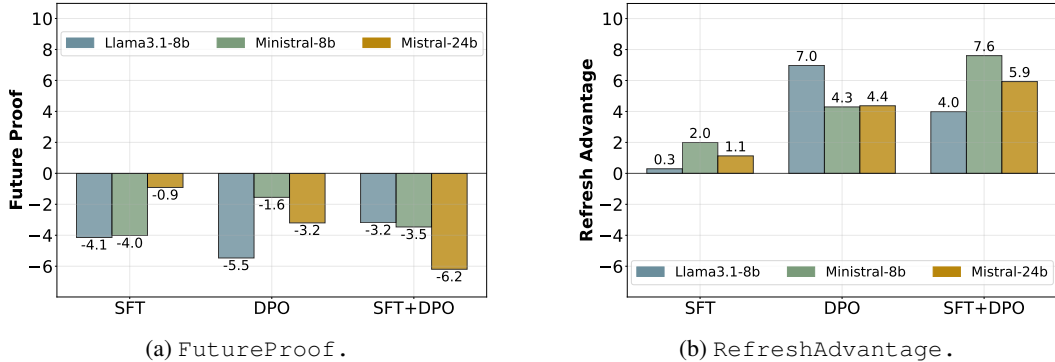 10
8
6
4
2
0
−2
−4
−6
Future Proof
Llama3.1-8b Ministral-8b Mistral-24b
-4.1 -4.0 -0.9
-5.5 -1.6 -3.2
-3.2 -3.5 -6.2
SFT DPO SFT+DPO
(a) FutureProof.
10
8
6
4
2
0
−2
−4
−6
Refresh Advantage
0.3 2.0 1.1
7.0 4.3 4.4
4.0 7.6 5.9
Llama3.1-8b Ministral-8b Mistral-24b
SFT DPO SFT+DPO
(b) RefreshAdvantage.